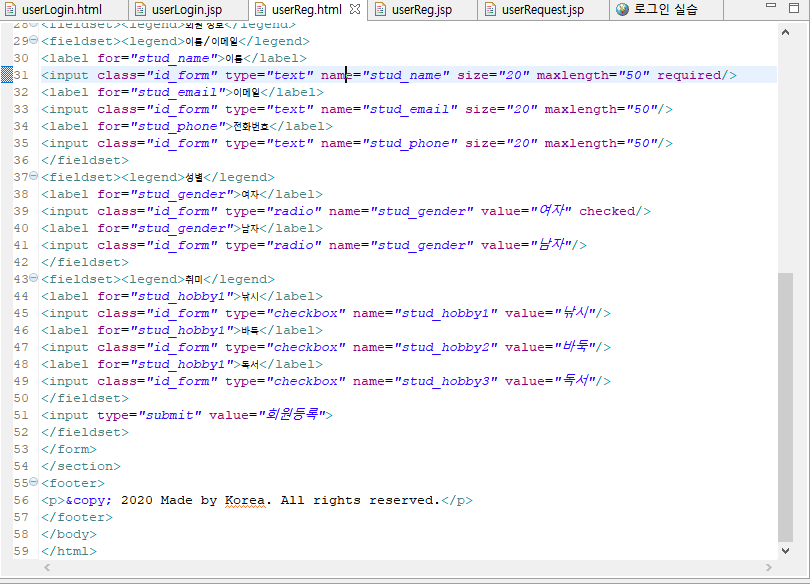 userLogin.html userLogin.jsp userReg.html userReg.jsp userRequest.jsp 로그인 실습
28 <fieldset><legend>회원 정보</legend>
29 <fieldset><legend>이름/이메일</legend>
30 <label for="stud_name">이름</label>
31 <input class="id_form" type="text" name="stud_name" size="20" maxlength="50" required/>
32 <label for="stud_email">이메일</label>
33 <input class="id_form" type="text" name="stud_email" size="20" maxlength="50"/>
34 <label for="stud_phone">전화번호</label>
35 <input class="id_form" type="text" name="stud_phone" size="20" maxlength="50"/>
36 </fieldset>
37 <fieldset><legend>성별</legend>
38 <label for="stud_gender">여자</label>
39 <input class="id_form" type="radio" name="stud_gender" value="여자" checked/>
40 <label for="stud_gender">남자</label>
41 <input class="id_form" type="radio" name="stud_gender" value="남자"/>
42 </fieldset>
43 <fieldset><legend>취미</legend>
44 <label for="stud_hobby1">낚시</label>
45 <input class="id_form" type="checkbox" name="stud_hobby1" value="낚시"/>
46 <label for="stud_hobby1">바둑</label>
47 <input class="id_form" type="checkbox" name="stud_hobby2" value="바둑"/>
48 <label for="stud_hobby1">독서</label>
49 <input class="id_form" type="checkbox" name="stud_hobby3" value="독서"/>
50 </fieldset>
51 <input type="submit" value="회원등록">
52 </fieldset>
53 </form>
54 </section>
55 <footer>
56 <p>&copy; 2020 Made by Korea. All rights reserved.</p>
57 </footer>
58 </body>
59 </html>